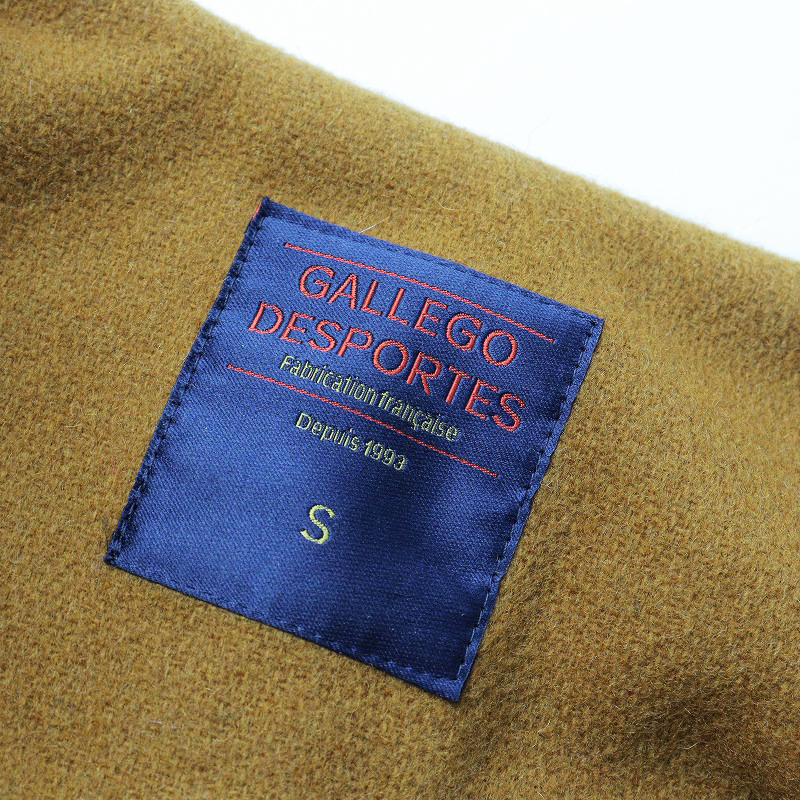 GALLEGO
DESPORTES
Fabrication française
Depuis 1993
S